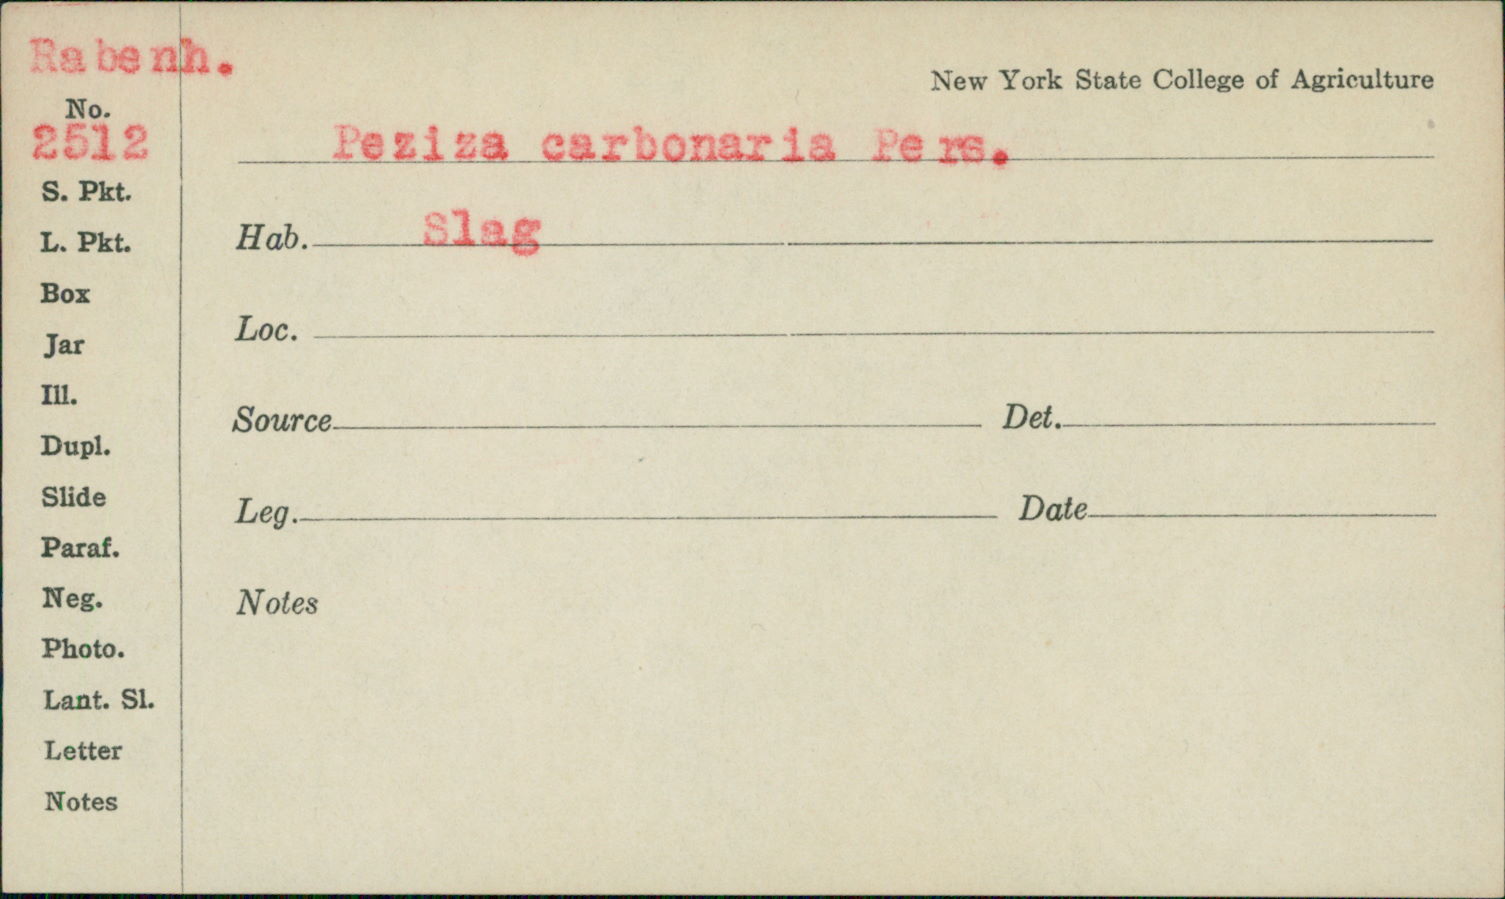 Rabenh.
New York State College of Agriculture
No.
2512
Peziza carbonaria Pers.
S. Pkt.
Hab. Slag
L. Pkt.
Box
Loc.
Jar
Ill.
Source Det.
Dupl.
Slide
Leg. Date
Paraf.
Neg.
Notes
Photo.
Lant. Sl.
Letter
Notes